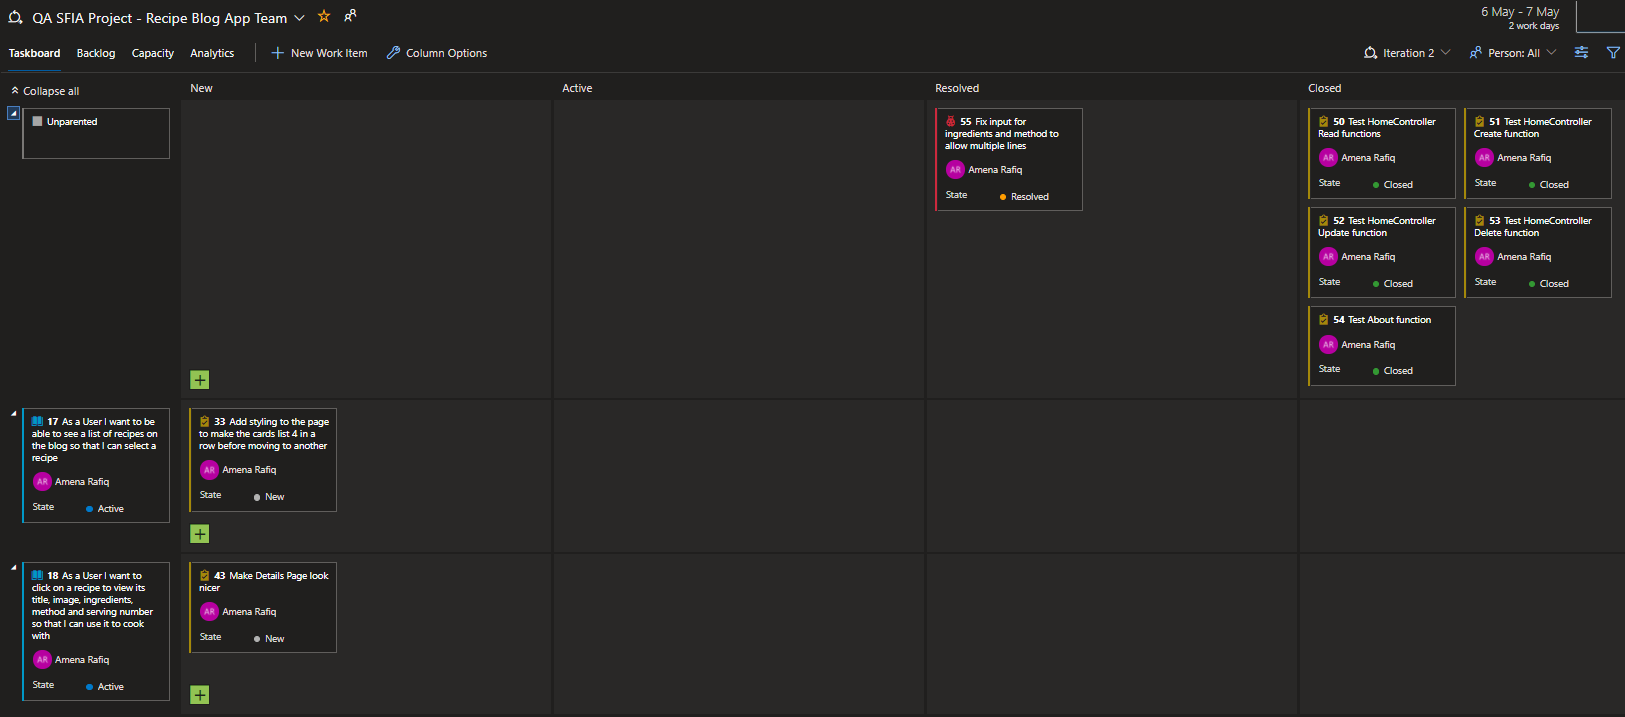 QA SFIA Project - Recipe Blog App Team
6 May - 7 May
2 work days
Taskboard Backlog Capacity Analytics New Work Item Column Options Iteration 2 Person: All
Collapse all New Active Resolved Closed
Unparented
55 Fix input for
ingredients and method to
allow multiple lines
AR Amena Rafiq
State Resolved
50 Test HomeController
Read functions
AR Amena Rafiq
State Closed
51 Test HomeController
Create function
AR Amena Rafiq
State Closed
52 Test HomeController
Update function
AR Amena Rafiq
State Closed
53 Test HomeController
Delete function
AR Amena Rafiq
State Closed
54 Test About function
AR Amena Rafiq
State Closed
17 As a User I want to be
able to see a list of recipes on
the blog so that I can select a
recipe
AR Amena Rafiq
State Active
33 Add styling to the page
to make the cards list 4 in a
row before moving to another
AR Amena Rafiq
State New
18 As a User I want to
click on a recipe to view its
title, image, ingredients,
method and serving number
so that I can use it to cook
with
AR Amena Rafiq
State Active
43 Make Details Page look
nicer
AR Amena Rafiq
State New